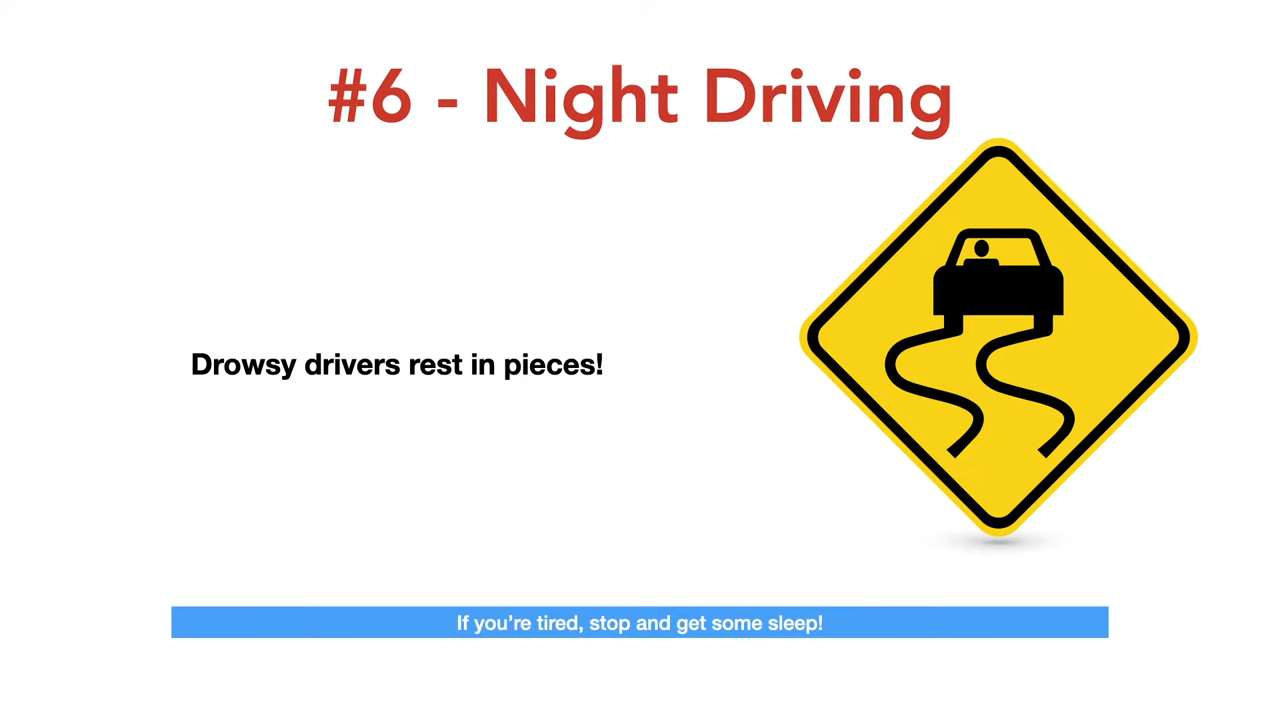 #6 - Night Driving
Drowsy drivers rest in pieces!
If you’re tired, stop and get some sleep!